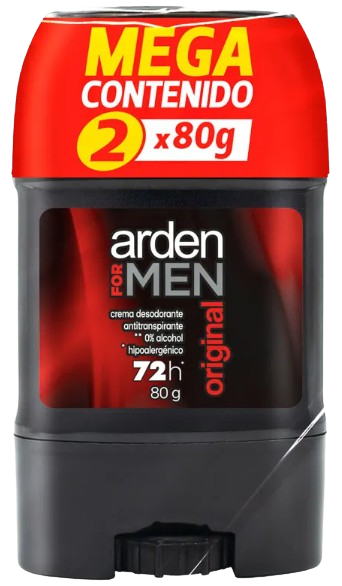 MEGA
CONTENIDO
2 x80g
arden
FOR MEN
original
crema desodorante
antitranspirante
** 0% alcohol
* hipoalergénico
72h*
80 g